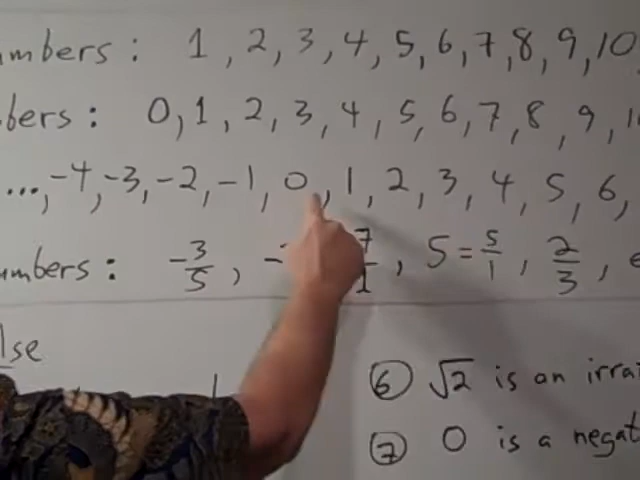 umbers : 1, 2, 3, 4, 5, 6, 7, 8, 9, 10
bers : 0, 1, 2, 3, 4, 5, 6, 7, 8, 9, 1
..., -4, -3, -2, -1, 0, 1, 2, 3, 4, 5, 6,
umbers : -3/5, - 7/1, 5 = 5/1, 2/3, e
lse
⑥ √2 is an irra
⑦ 0 is a negat